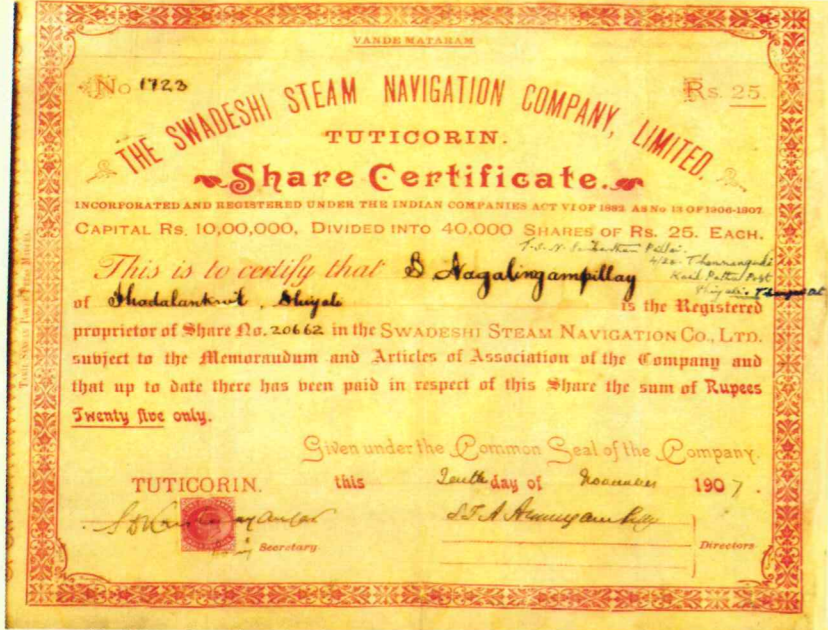 VANDE MATARAM
No 1723
Rs. 25.
THE SWADESHI STEAM NAVIGATION COMPANY, LIMITED.
TUTICORIN.
Share Certificate.
INCORPORATED AND REGISTERED UNDER THE INDIAN COMPANIES ACT VI OF 1882 AS No 13 OF 1906-1907
CAPITAL RS. 10,00,000, DIVIDED INTO 40,000 SHARES OF RS. 25. EACH.
This is to certify that S Nagalingampillay
of Shiyali is the Registered
proprietor of Share No. 20662 in the SWADESHI STEAM NAVIGATION CO., LTD.
subject to the Memorandum and Articles of Association of the Company and
that up to date there has been paid in respect of this Share the sum of Rupees
Twenty five only.
Given under the Common Seal of the Company.
TUTICORIN. this Tenth day of November 1907.
Secretary
Directors